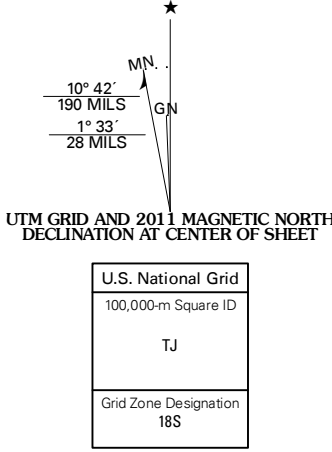 MN
10° 42´
190 MILS
GN
1° 33´
28 MILS
UTM GRID AND 2011 MAGNETIC NORTH
DECLINATION AT CENTER OF SHEET
U.S. National Grid
100,000-m Square ID
TJ
Grid Zone Designation
18S